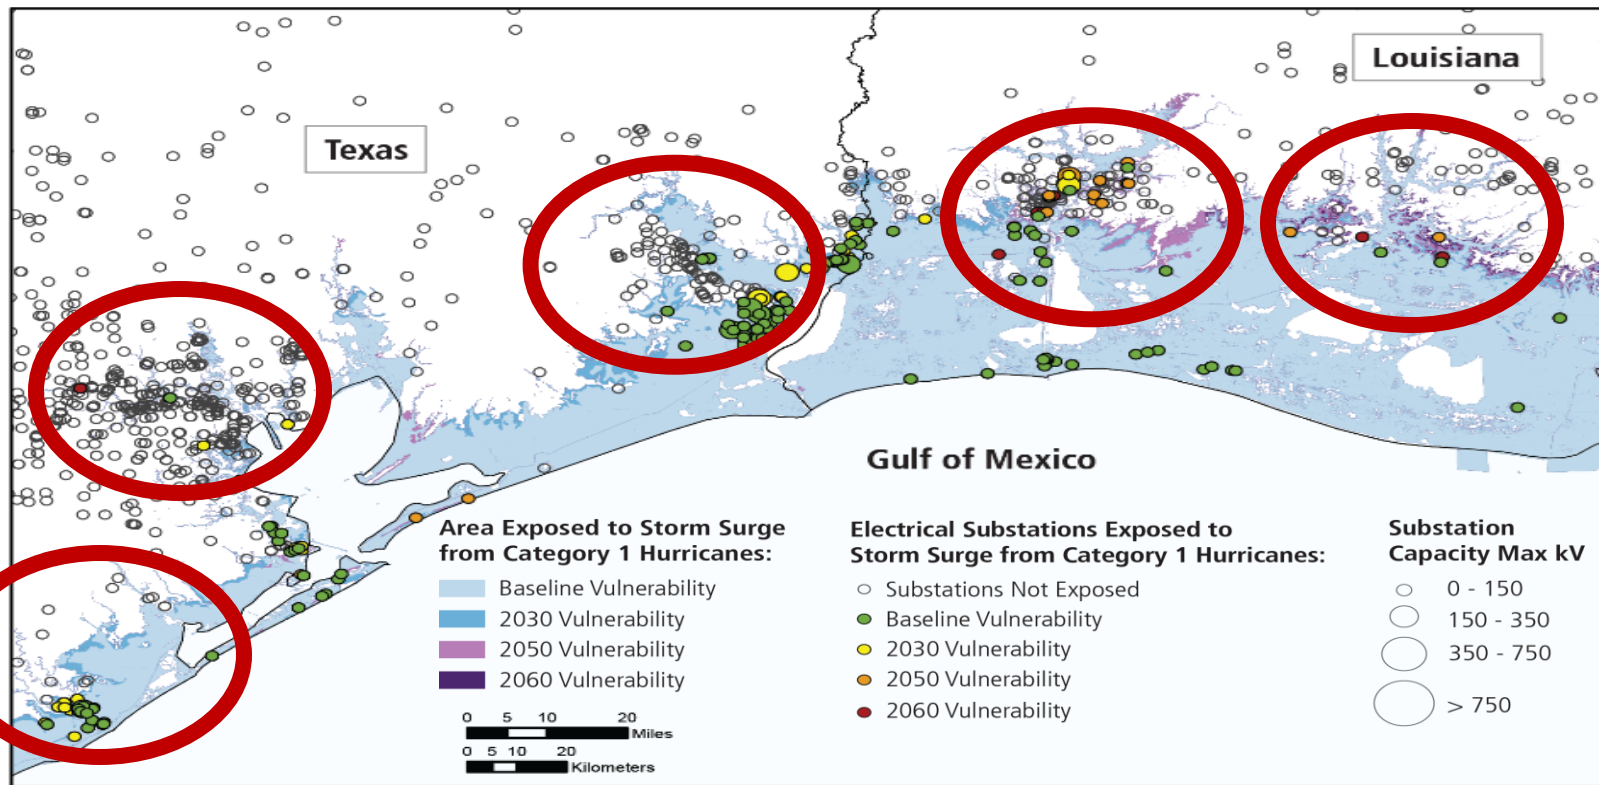 Louisiana
Texas
Gulf of Mexico
Area Exposed to Storm Surge
from Category 1 Hurricanes:
Baseline Vulnerability
2030 Vulnerability
2050 Vulnerability
2060 Vulnerability
0 5 10 20
Miles
0 5 10 20
Kilometers
Electrical Substations Exposed to
Storm Surge from Category 1 Hurricanes:
Substations Not Exposed
Baseline Vulnerability
2030 Vulnerability
2050 Vulnerability
2060 Vulnerability
Substation
Capacity Max kV
0 - 150
150 - 350
350 - 750
> 750